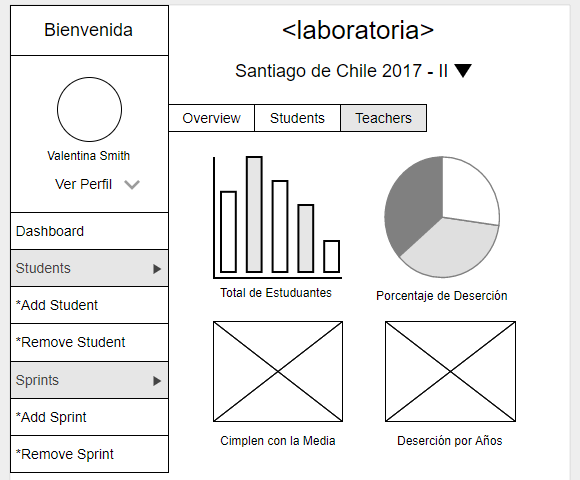 Bienvenida
Valentina Smith
Ver Perfil
Dashboard
Students
*Add Student
*Remove Student
Sprints
*Add Sprint
*Remove Sprint
<laboratoria>
Santiago de Chile 2017 - II
Overview
Students
Teachers
Total de Estuduantes
Porcentaje de Deserción
Cimplen con la Media
Deserción por Años